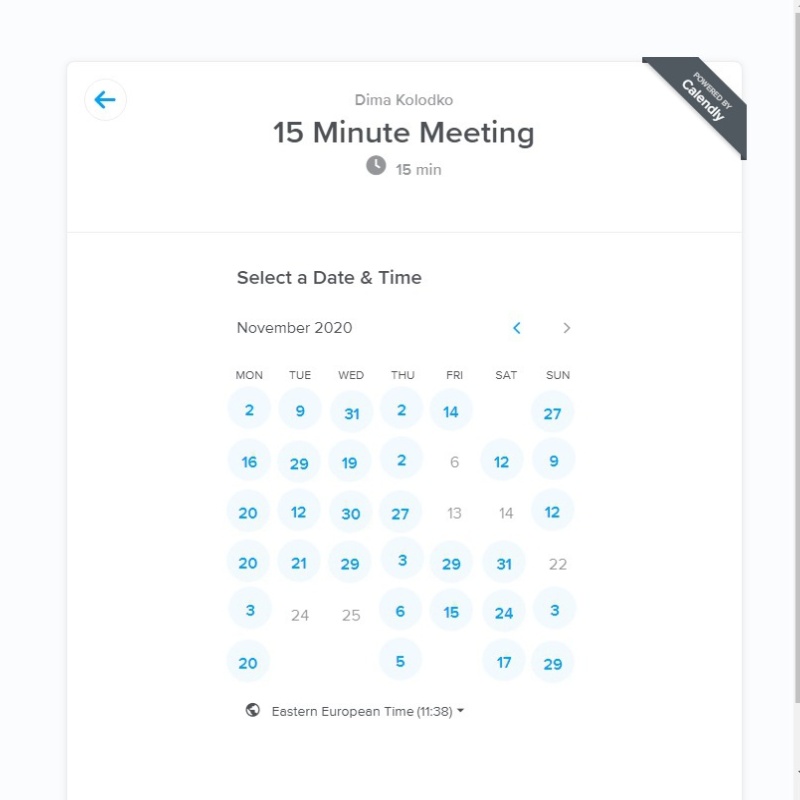 POWERED BY
Calendly
Dima Kolodko
15 Minute Meeting
15 min
Select a Date & Time
November 2020
MON TUE WED THU FRI SAT SUN
2 9 31 2 14 27
16 29 19 2 6 12 9
20 12 30 27 13 14 12
20 21 29 3 29 31 22
3 24 25 6 15 24 3
20 5 17 29
Eastern European Time (11:38)